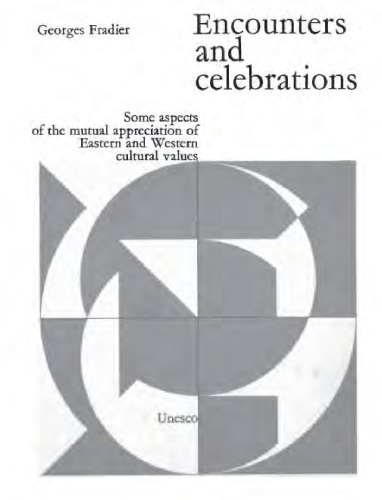 Georges Fradier
Encounters
and
celebrations
Some aspects
of the mutual appreciation of
Eastern and Western
cultural values
Unesco